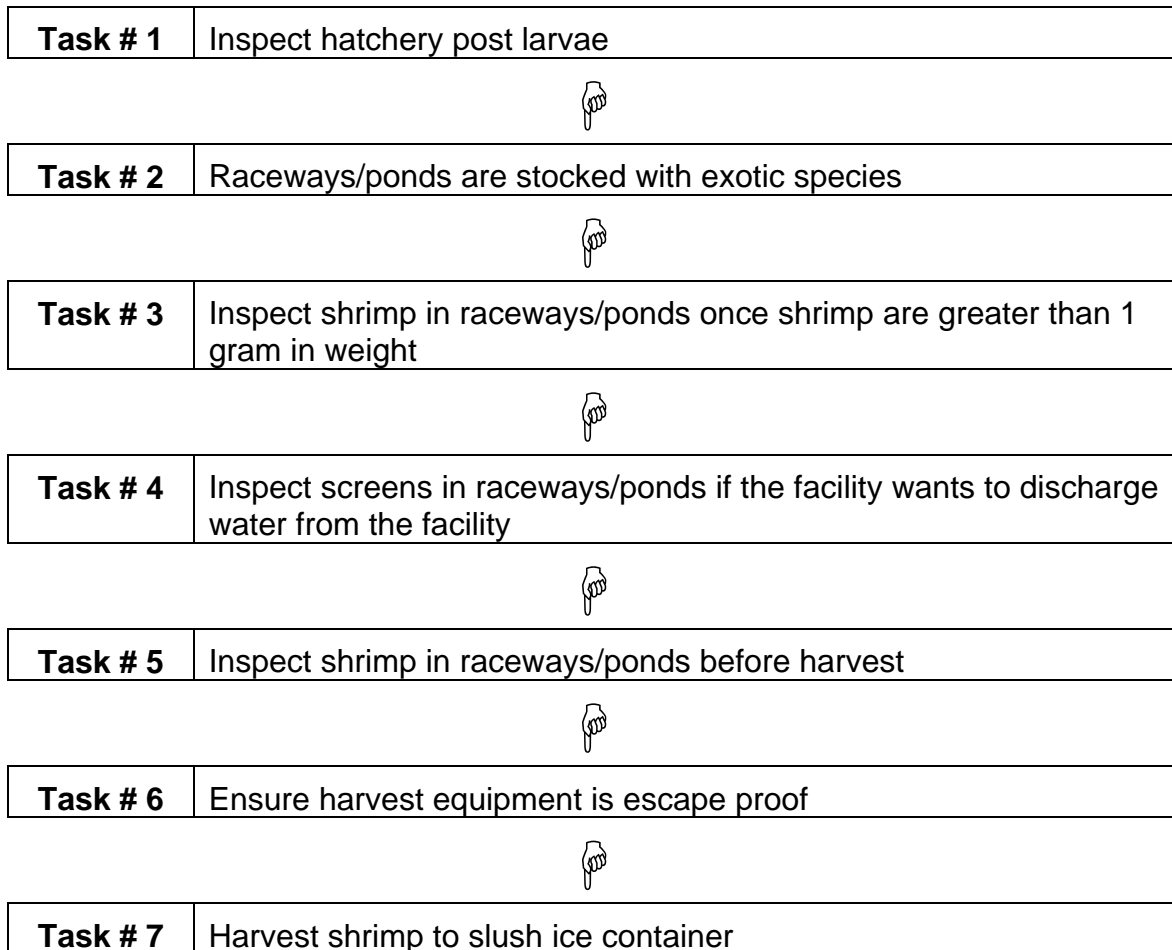 Task # 1 Inspect hatchery post larvae
Task # 2 Raceways/ponds are stocked with exotic species
Task # 3 Inspect shrimp in raceways/ponds once shrimp are greater than 1
gram in weight
Task # 4 Inspect screens in raceways/ponds if the facility wants to discharge
water from the facility
Task # 5 Inspect shrimp in raceways/ponds before harvest
Task # 6 Ensure harvest equipment is escape proof
Task # 7 Harvest shrimp to slush ice container